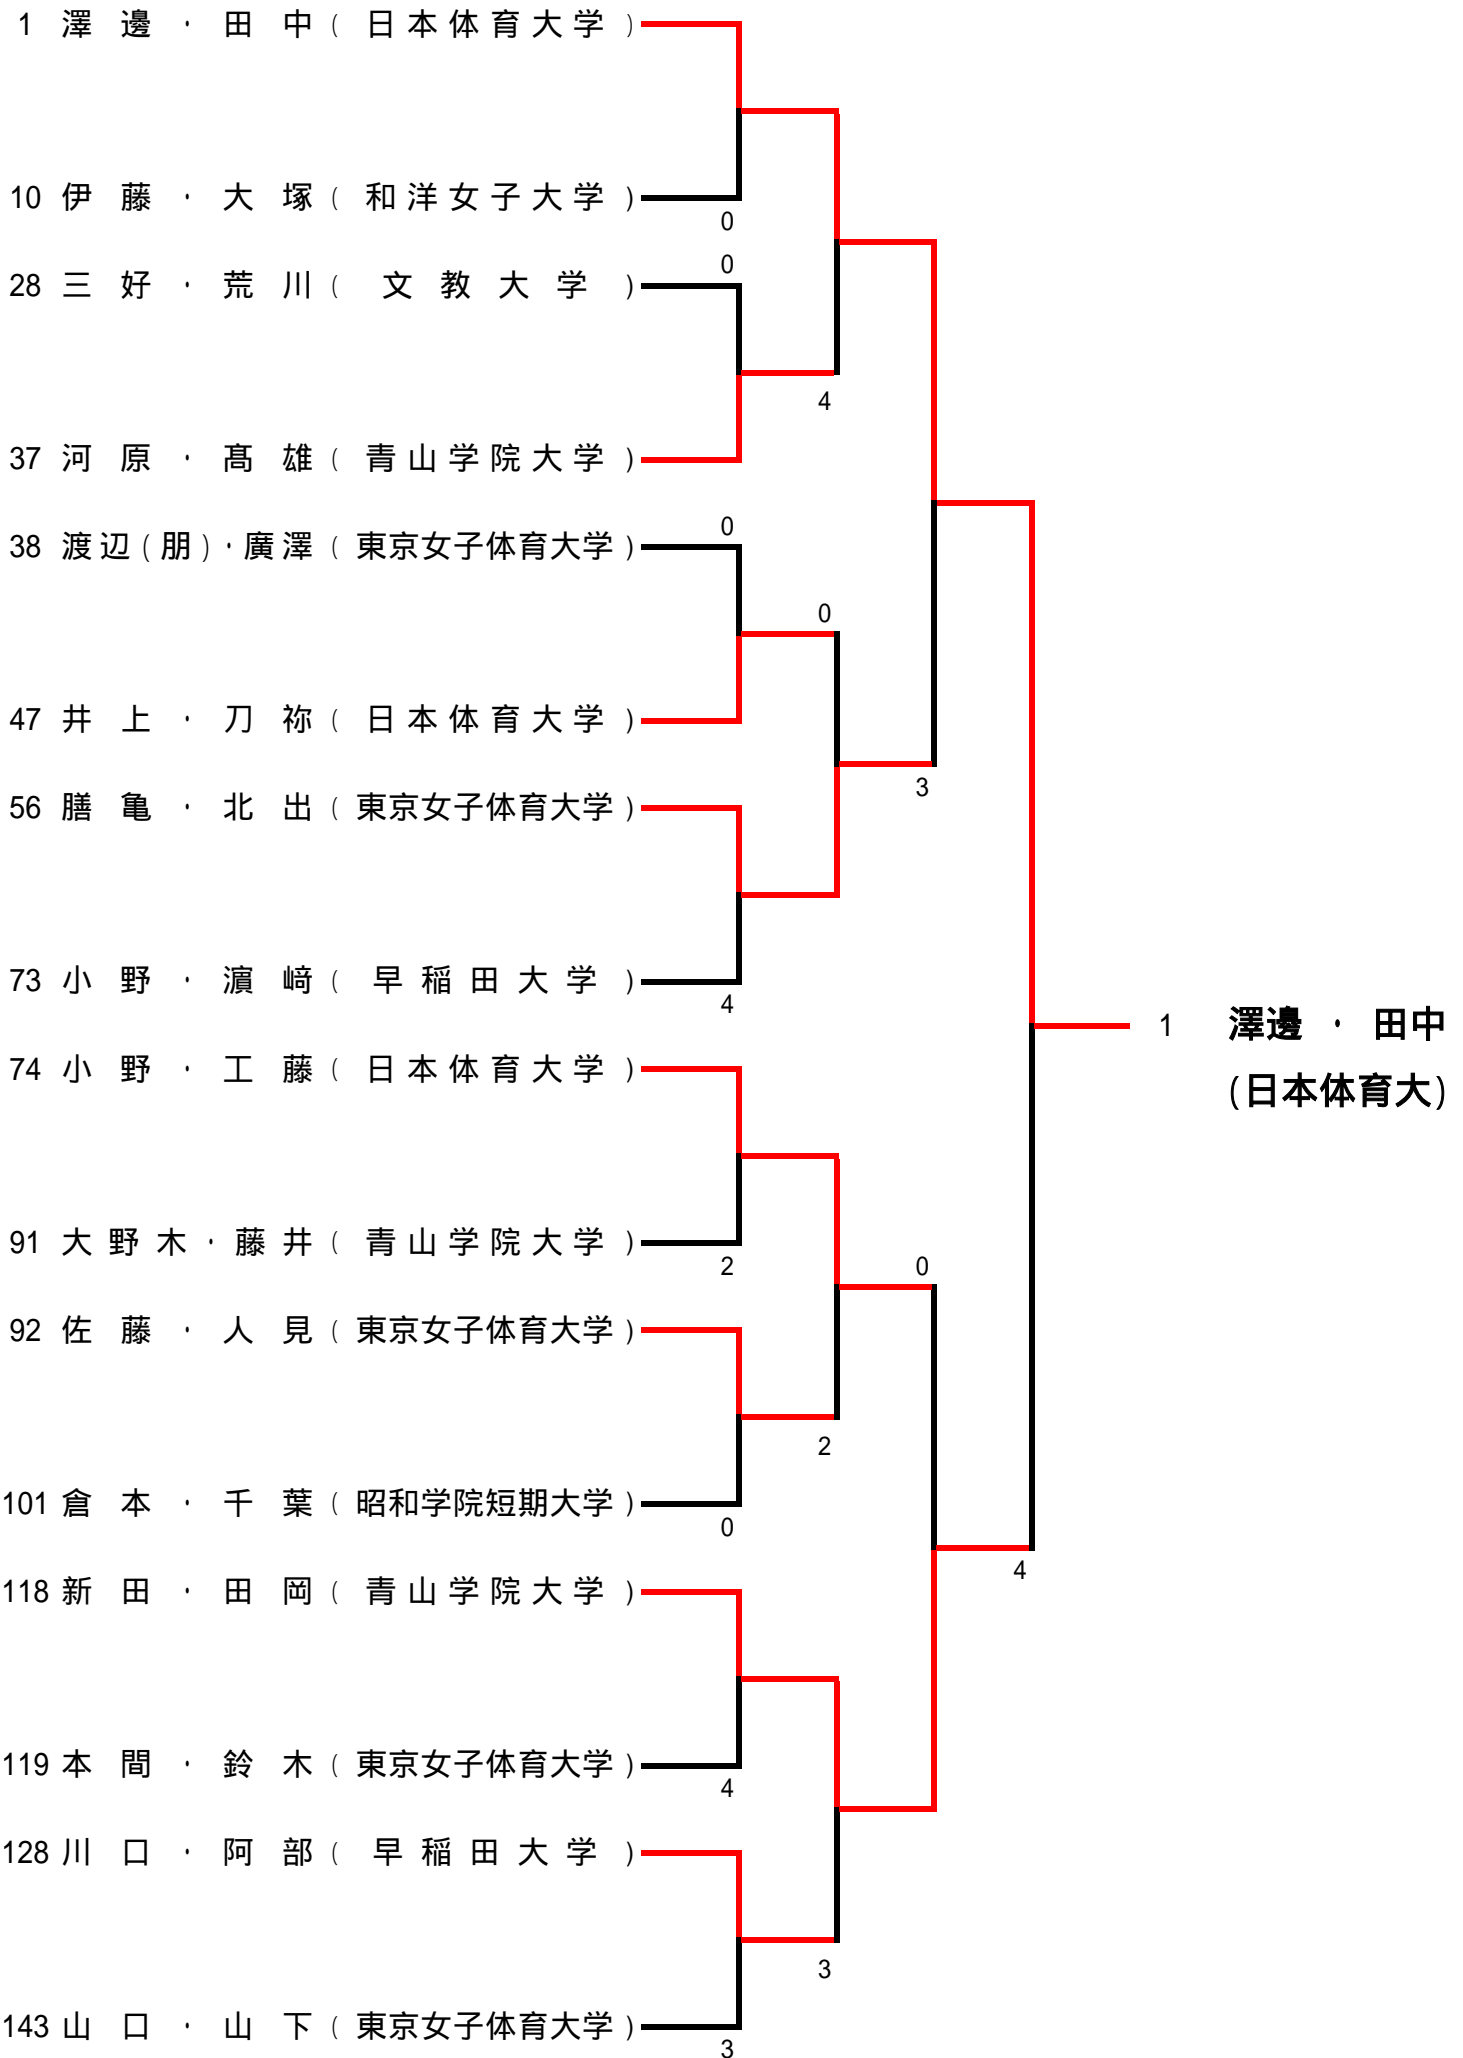 1 澤邊・田中(日本体育大学)
10 伊藤・大塚(和洋女子大学)
0
0
28 三好・荒川(文教大学)
4
37 河原・髙雄(青山学院大学)
0
38 渡辺(朋)・廣澤(東京女子体育大学)
0
47 井上・刀祢(日本体育大学)
3
56 膳亀・北出(東京女子体育大学)
73 小野・濵﨑(早稲田大学)
4
1 澤邊・田中
(日本体育大)
74 小野・工藤(日本体育大学)
91 大野木・藤井(青山学院大学)
2
0
92 佐藤・人見(東京女子体育大学)
2
101 倉本・千葉(昭和学院短期大学)
0
4
118 新田・田岡(青山学院大学)
119 本間・鈴木(東京女子体育大学)
4
128 川口・阿部(早稲田大学)
3
143 山口・山下(東京女子体育大学)
3